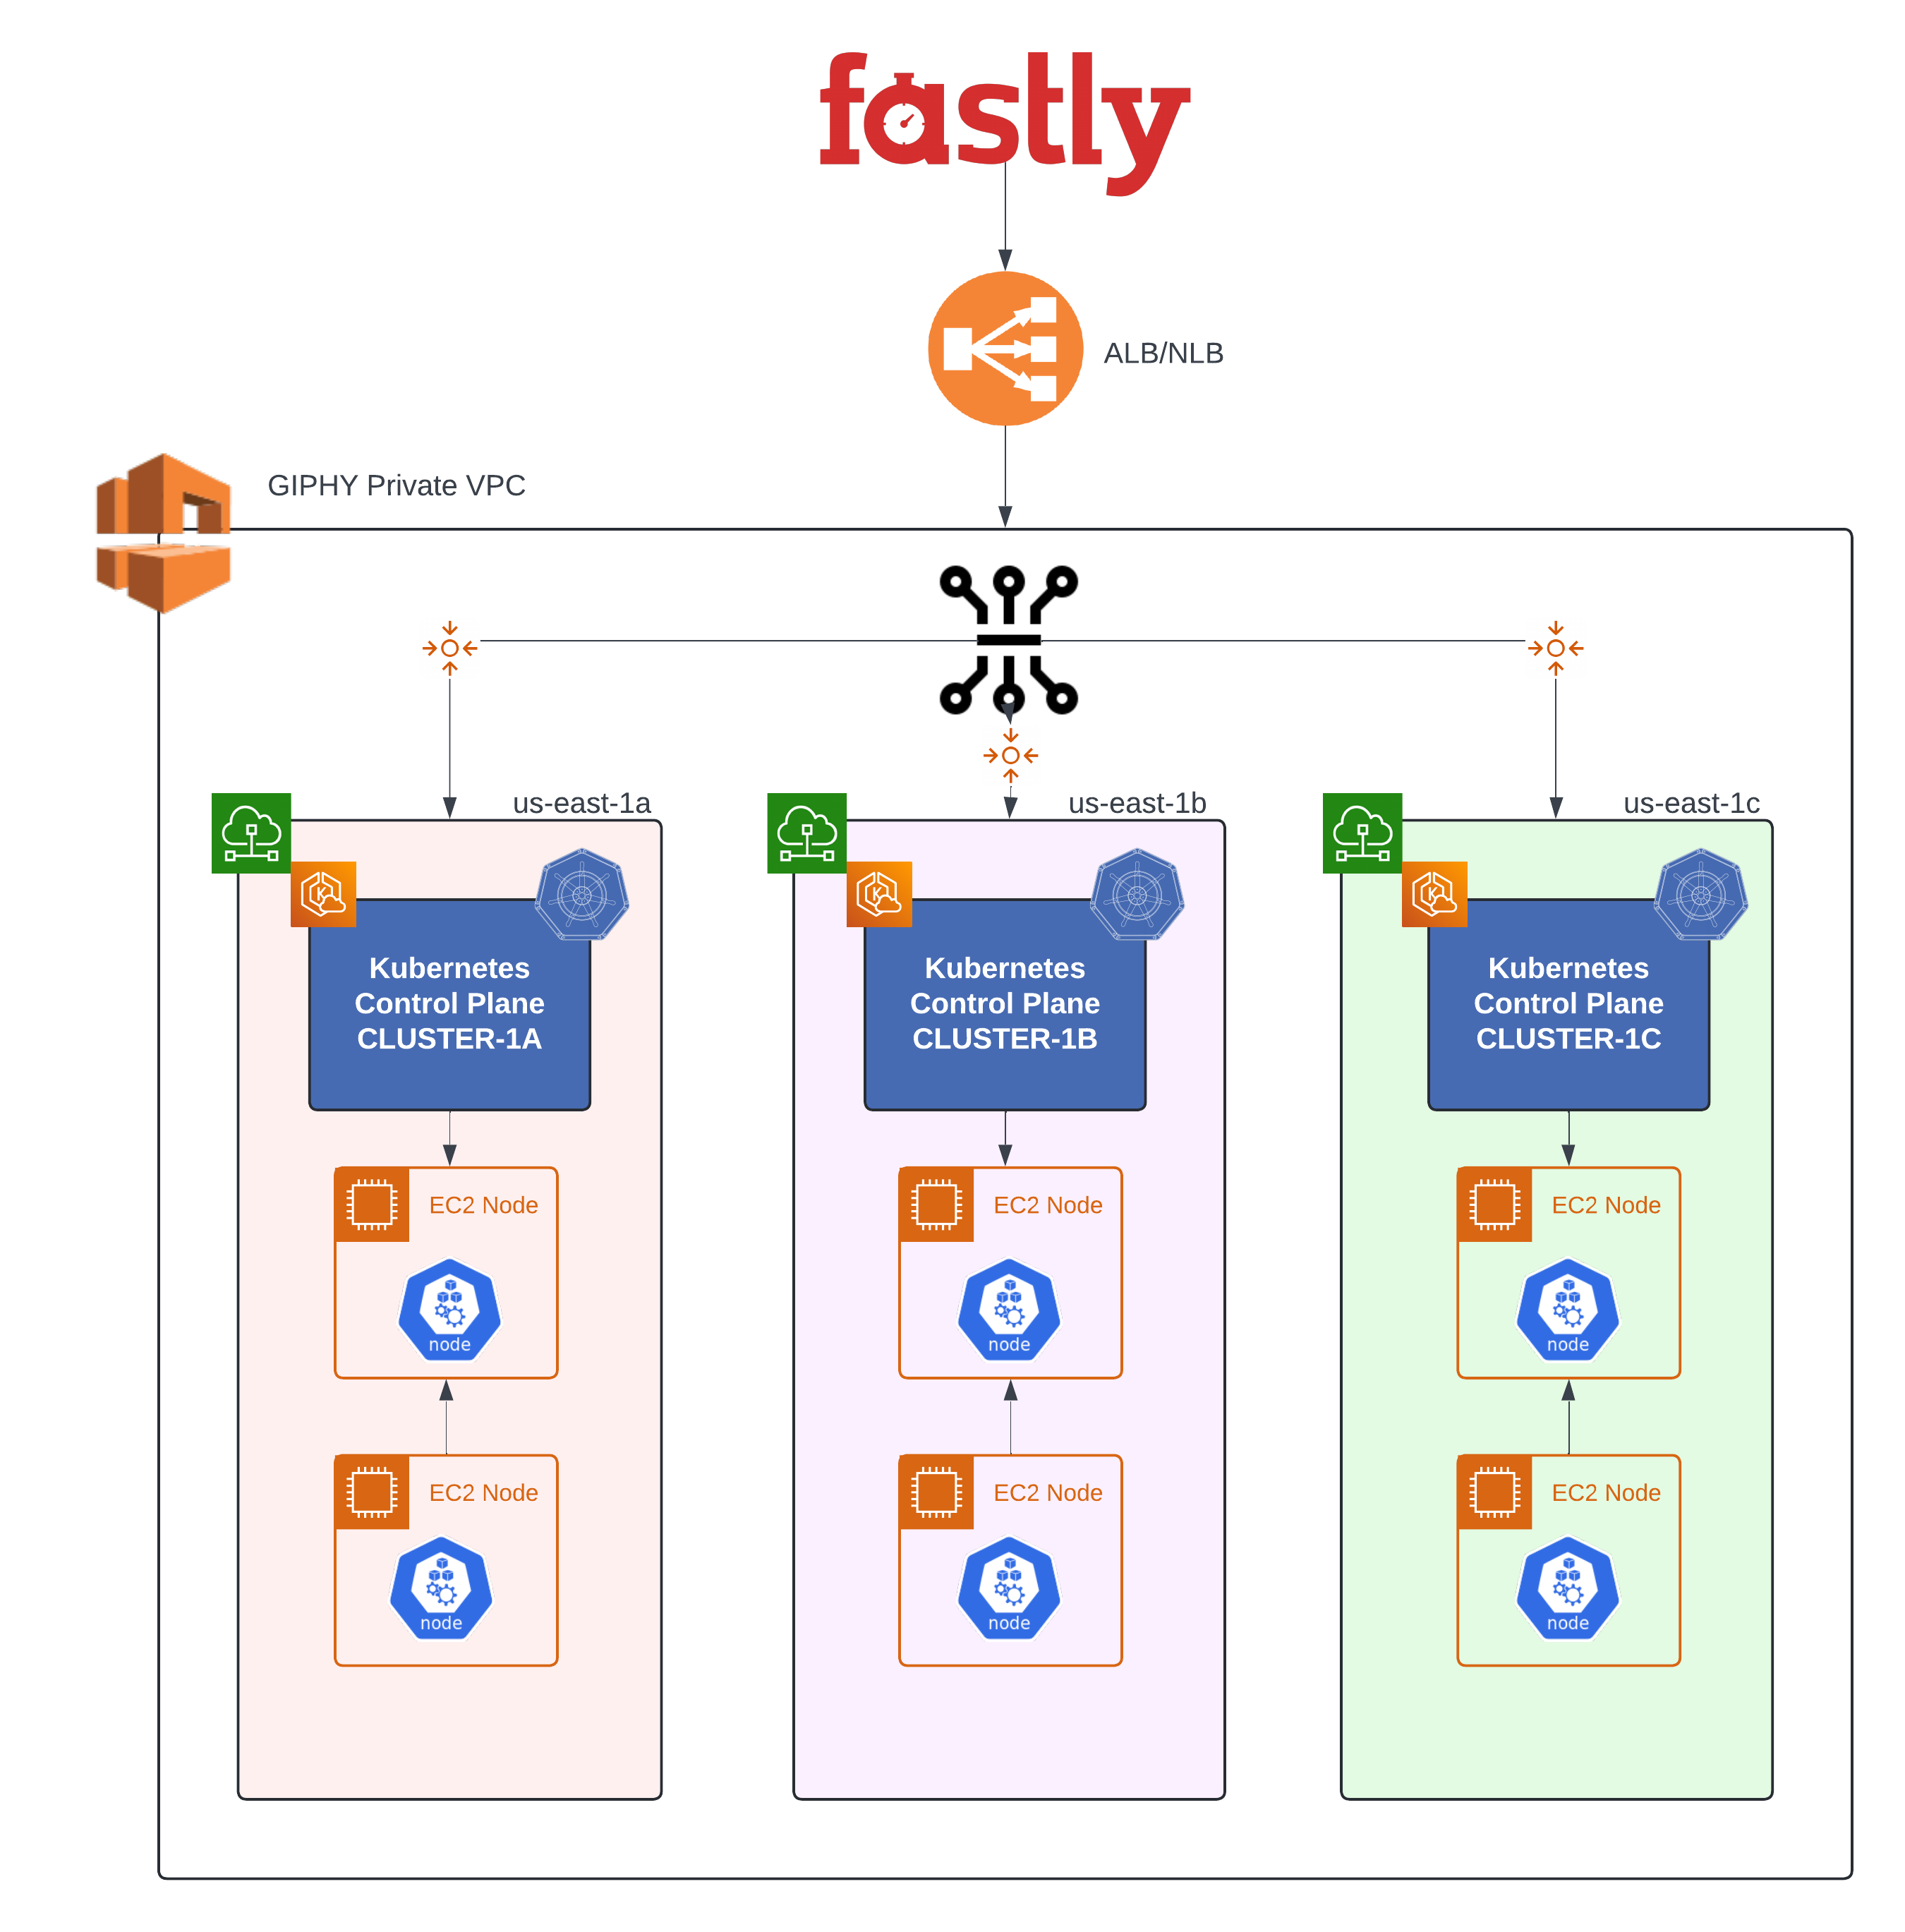 fastly
ALB/NLB
GIPHY Private VPC
us-east-1a
us-east-1b
us-east-1c
K
K
K
Kubernetes
Control Plane
CLUSTER-1A
Kubernetes
Control Plane
CLUSTER-1B
Kubernetes
Control Plane
CLUSTER-1C
EC2 Node
EC2 Node
EC2 Node
node
node
node
EC2 Node
EC2 Node
EC2 Node
node
node
node